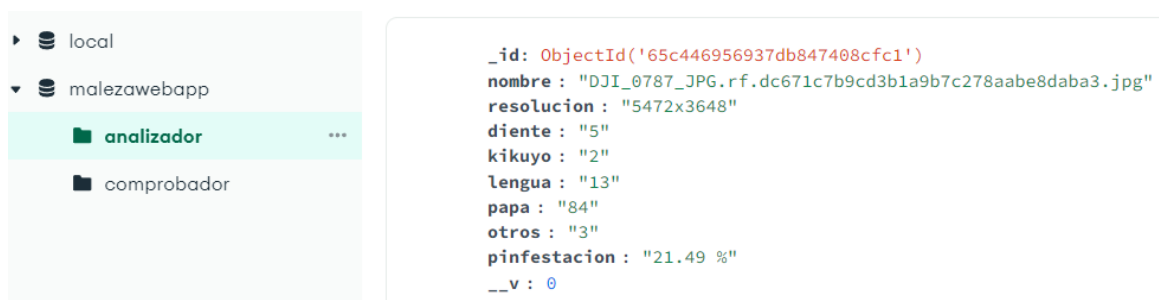 local
malezawebapp
analizador
comprobador
_id: ObjectId('65c446956937db847408cfc1')
nombre : "DJI_0787_JPG.rf.dc671c7b9cd3b1a9b7c278aabe8daba3.jpg"
resolucion : "5472x3648"
diente : "5"
kikuyo : "2"
lengua : "13"
papa : "84"
otros : "3"
pinfestacion : "21.49 %"
__v : 0